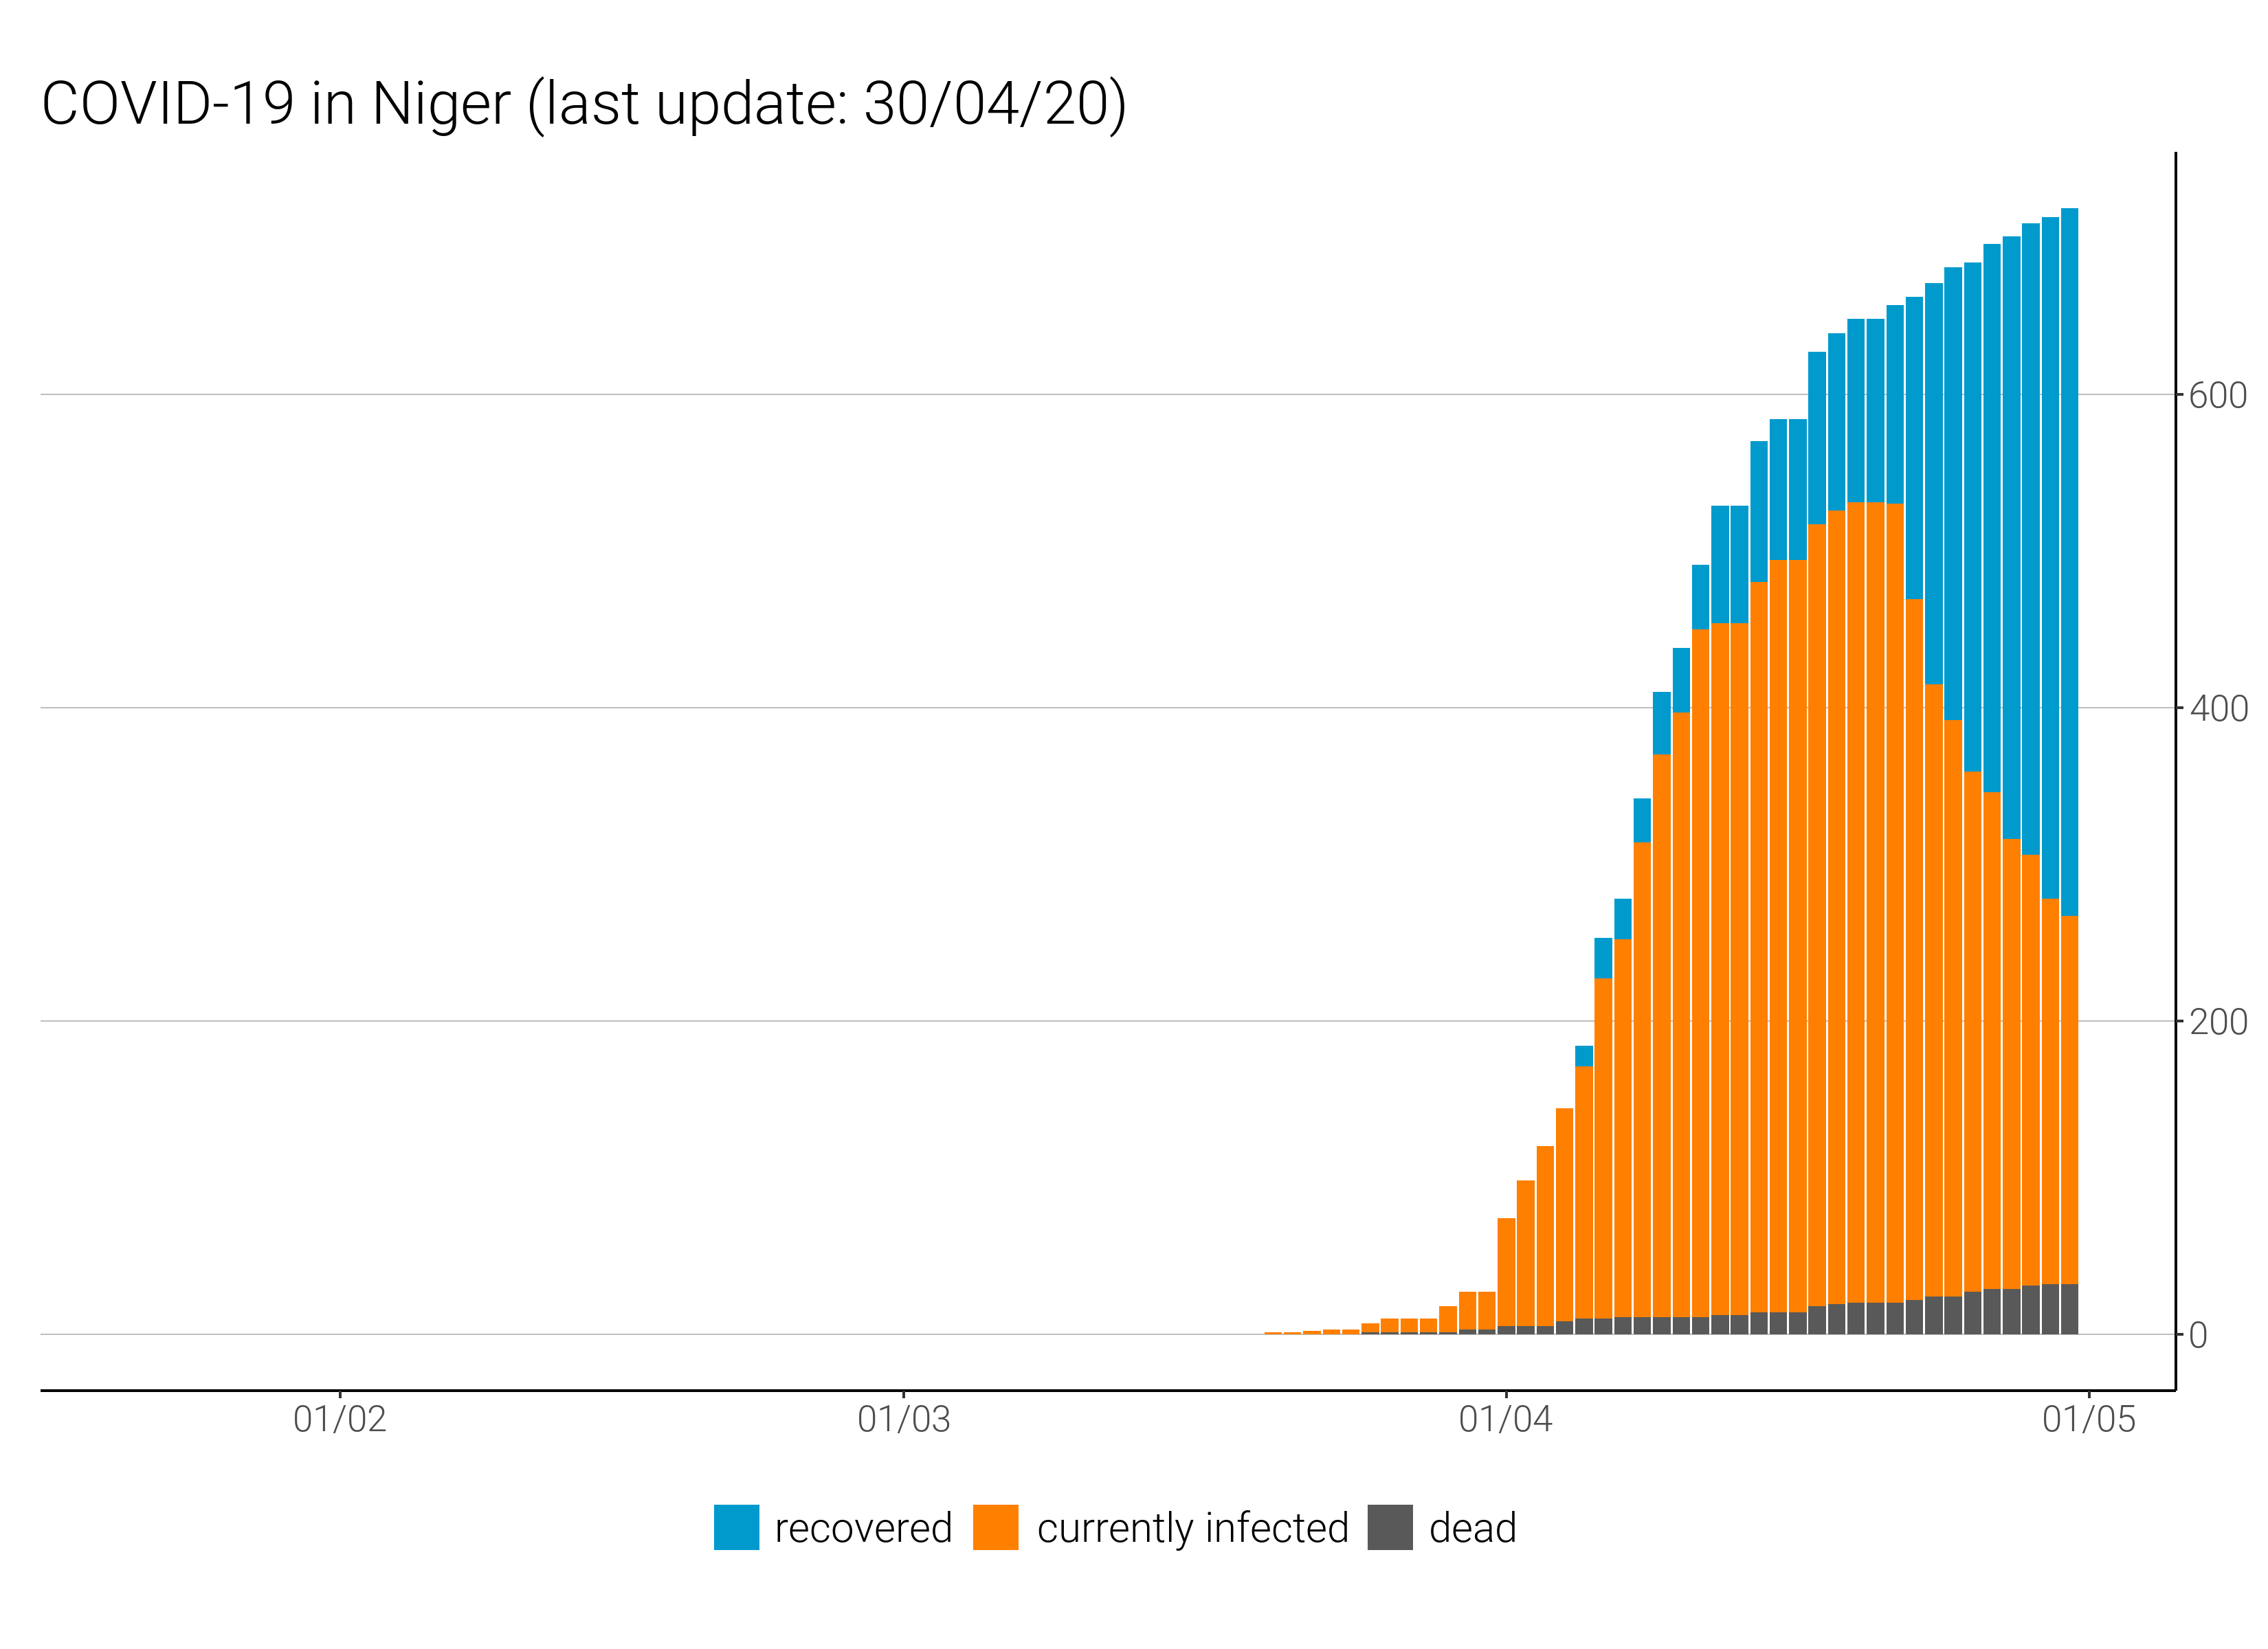 COVID-19 in Niger (last update: 30/04/20)
600
400
200
0
01/02 01/03 01/04 01/05
recovered currently infected dead